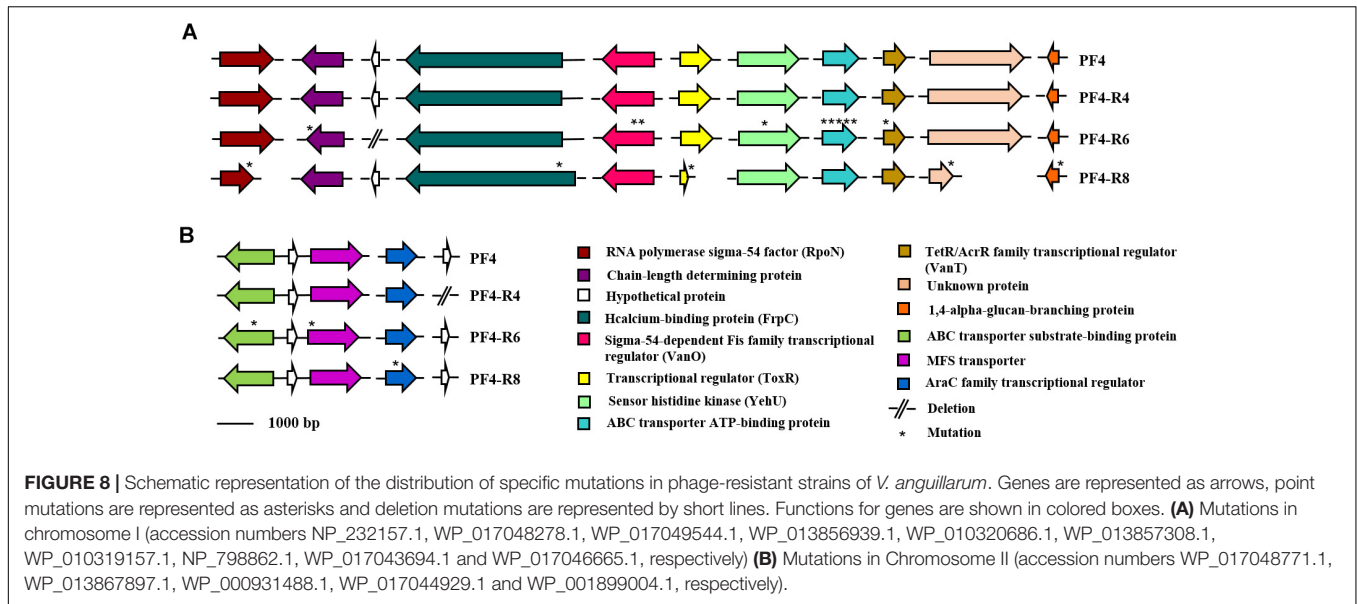 A
PF4
PF4-R4
* ** * ***** *
PF4-R6
* * * * *
PF4-R8
B
PF4
PF4-R4
* *
PF4-R6
*
PF4-R8
1000 bp
RNA polymerase sigma-54 factor (RpoN)
Chain-length determining protein
Hypothetical protein
Hcalcium-binding protein (FrpC)
Sigma-54-dependent Fis family transcriptional
regulator (VanO)
Transcriptional regulator (ToxR)
Sensor histidine kinase (YehU)
ABC transporter ATP-binding protein
TetR/AcrR family transcriptional regulator
(VanT)
Unknown protein
1,4-alpha-glucan-branching protein
ABC transporter substrate-binding protein
MFS transporter
AraC family transcriptional regulator
Deletion
* Mutation
FIGURE 8 | Schematic representation of the distribution of specific mutations in phage-resistant strains of V. anguillarum. Genes are represented as arrows, point
mutations are represented as asterisks and deletion mutations are represented by short lines. Functions for genes are shown in colored boxes. (A) Mutations in
chromosome I (accession numbers NP_232157.1, WP_017048278.1, WP_017049544.1, WP_013856939.1, WP_010320686.1, WP_013857308.1,
WP_010319157.1, NP_798862.1, WP_017043694.1 and WP_017046665.1, respectively) (B) Mutations in Chromosome II (accession numbers WP_017048771.1,
WP_013867897.1, WP_000931488.1, WP_017044929.1 and WP_001899004.1, respectively).